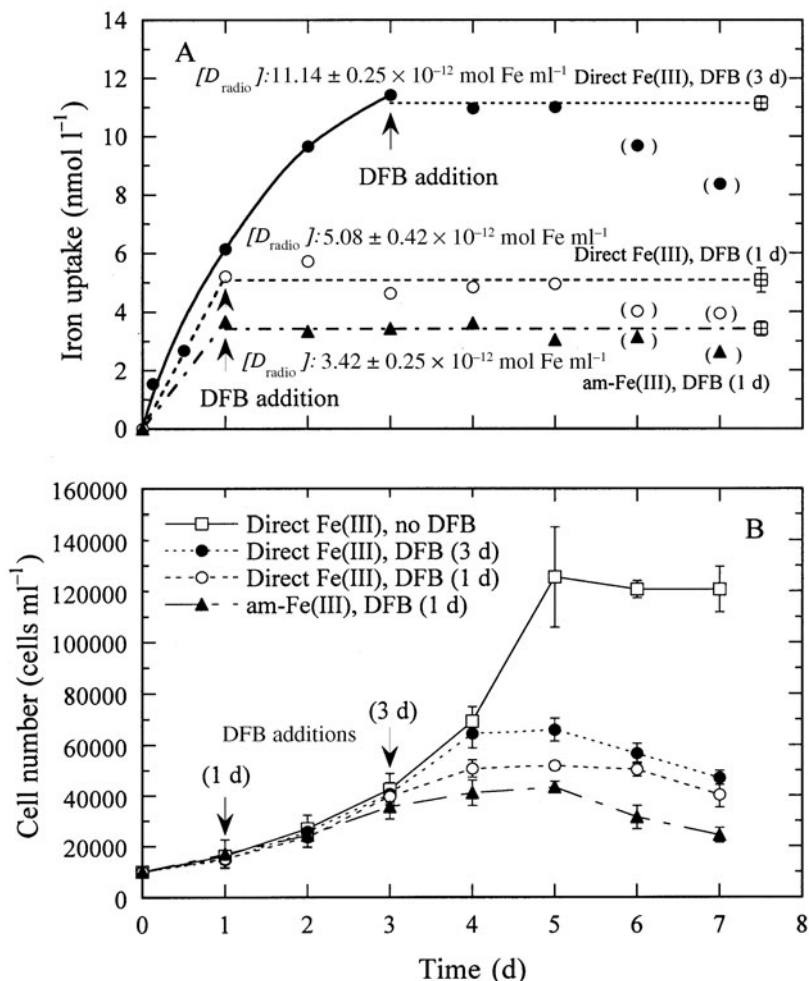 14
12
10
8
6
4
2
0
Iron uptake (nmol l⁻¹)
A
[D_radio]: 11.14 ± 0.25 × 10⁻¹² mol Fe ml⁻¹
Direct Fe(III), DFB (3 d)
DFB addition
( )
( )
[D_radio]: 5.08 ± 0.42 × 10⁻¹² mol Fe ml⁻¹
Direct Fe(III), DFB (1 d)
( )
( )
( )
( )
[D_radio]: 3.42 ± 0.25 × 10⁻¹² mol Fe ml⁻¹
DFB addition
am-Fe(III), DFB (1 d)
160000
140000
120000
100000
80000
60000
40000
20000
0
Cell number (cells ml⁻¹)
B
Direct Fe(III), no DFB
Direct Fe(III), DFB (3 d)
Direct Fe(III), DFB (1 d)
am-Fe(III), DFB (1 d)
(3 d)
DFB additions
(1 d)
0 1 2 3 4 5 6 7 8
Time (d)